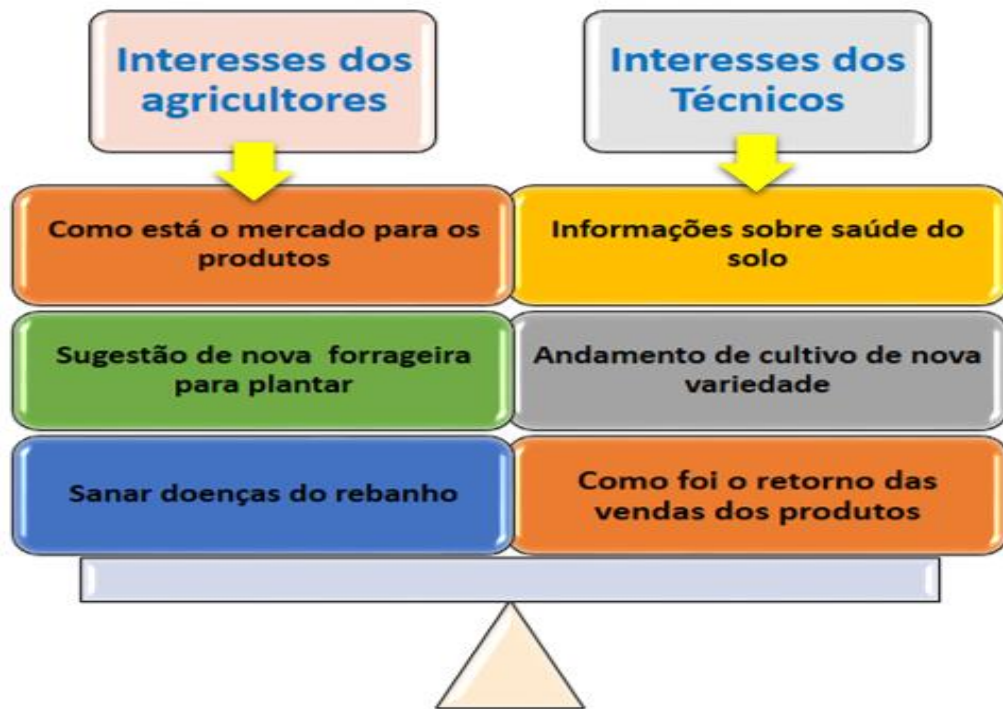 Interesses dos
agricultores
Interesses dos
Técnicos
Como está o mercado para os
produtos
Informações sobre saúde do
solo
Sugestão de nova forrageira
para plantar
Andamento de cultivo de nova
variedade
Sanar doenças do rebanho
Como foi o retorno das
vendas dos produtos